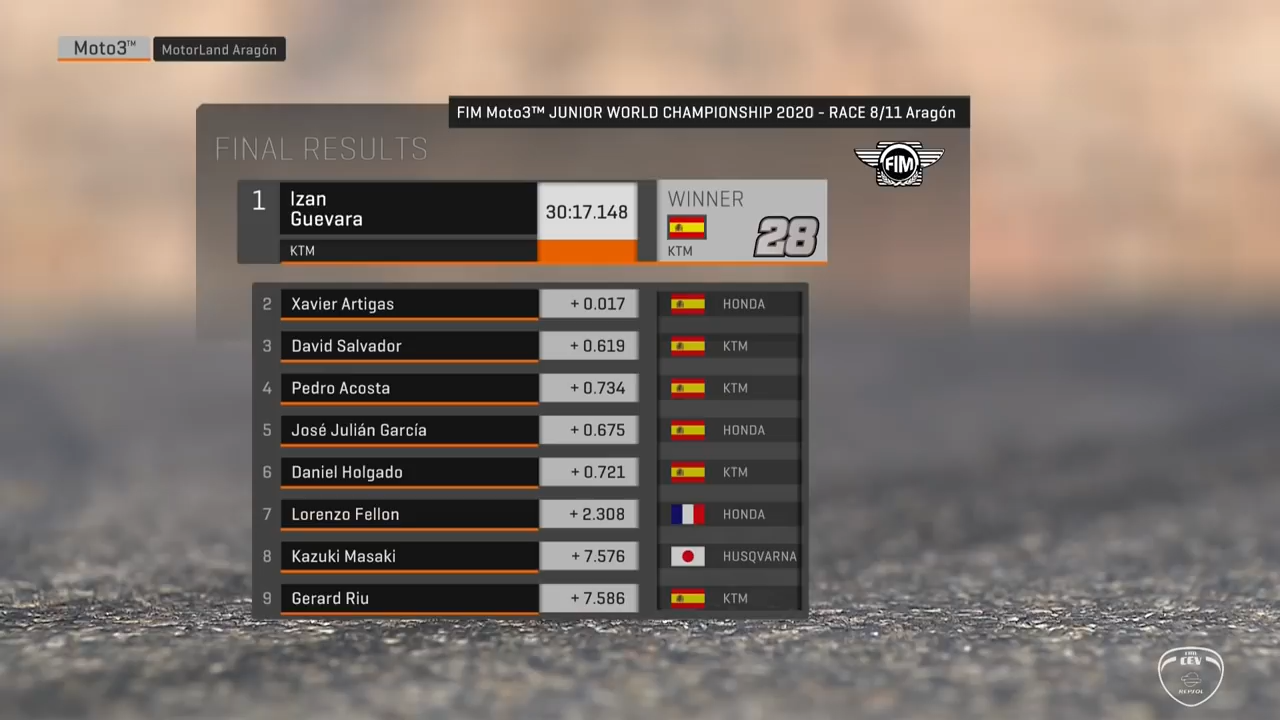 Moto3™ MotorLand Aragón
FIM Moto3™ JUNIOR WORLD CHAMPIONSHIP 2020 - RACE 8/11 Aragón
FINAL RESULTS
FIM
1 Izan Guevara 30:17.148 WINNER
KTM KTM 28
2 Xavier Artigas + 0.017 HONDA
3 David Salvador + 0.619 KTM
4 Pedro Acosta + 0.734 KTM
5 José Julián García + 0.675 HONDA
6 Daniel Holgado + 0.721 KTM
7 Lorenzo Fellon + 2.308 HONDA
8 Kazuki Masaki + 7.576 HUSQVARNA
9 Gerard Riu + 7.586 KTM
FIM
CEV
REPSOL